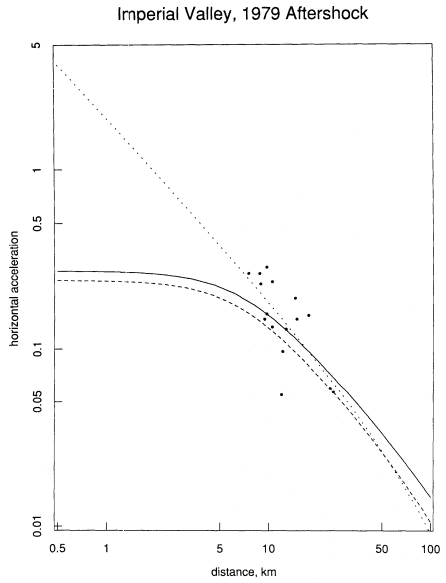 Imperial Valley, 1979 Aftershock
5
1
0.5
0.1
0.05
0.01
horizontal acceleration
0.5 1 5 10 50 100
distance, km